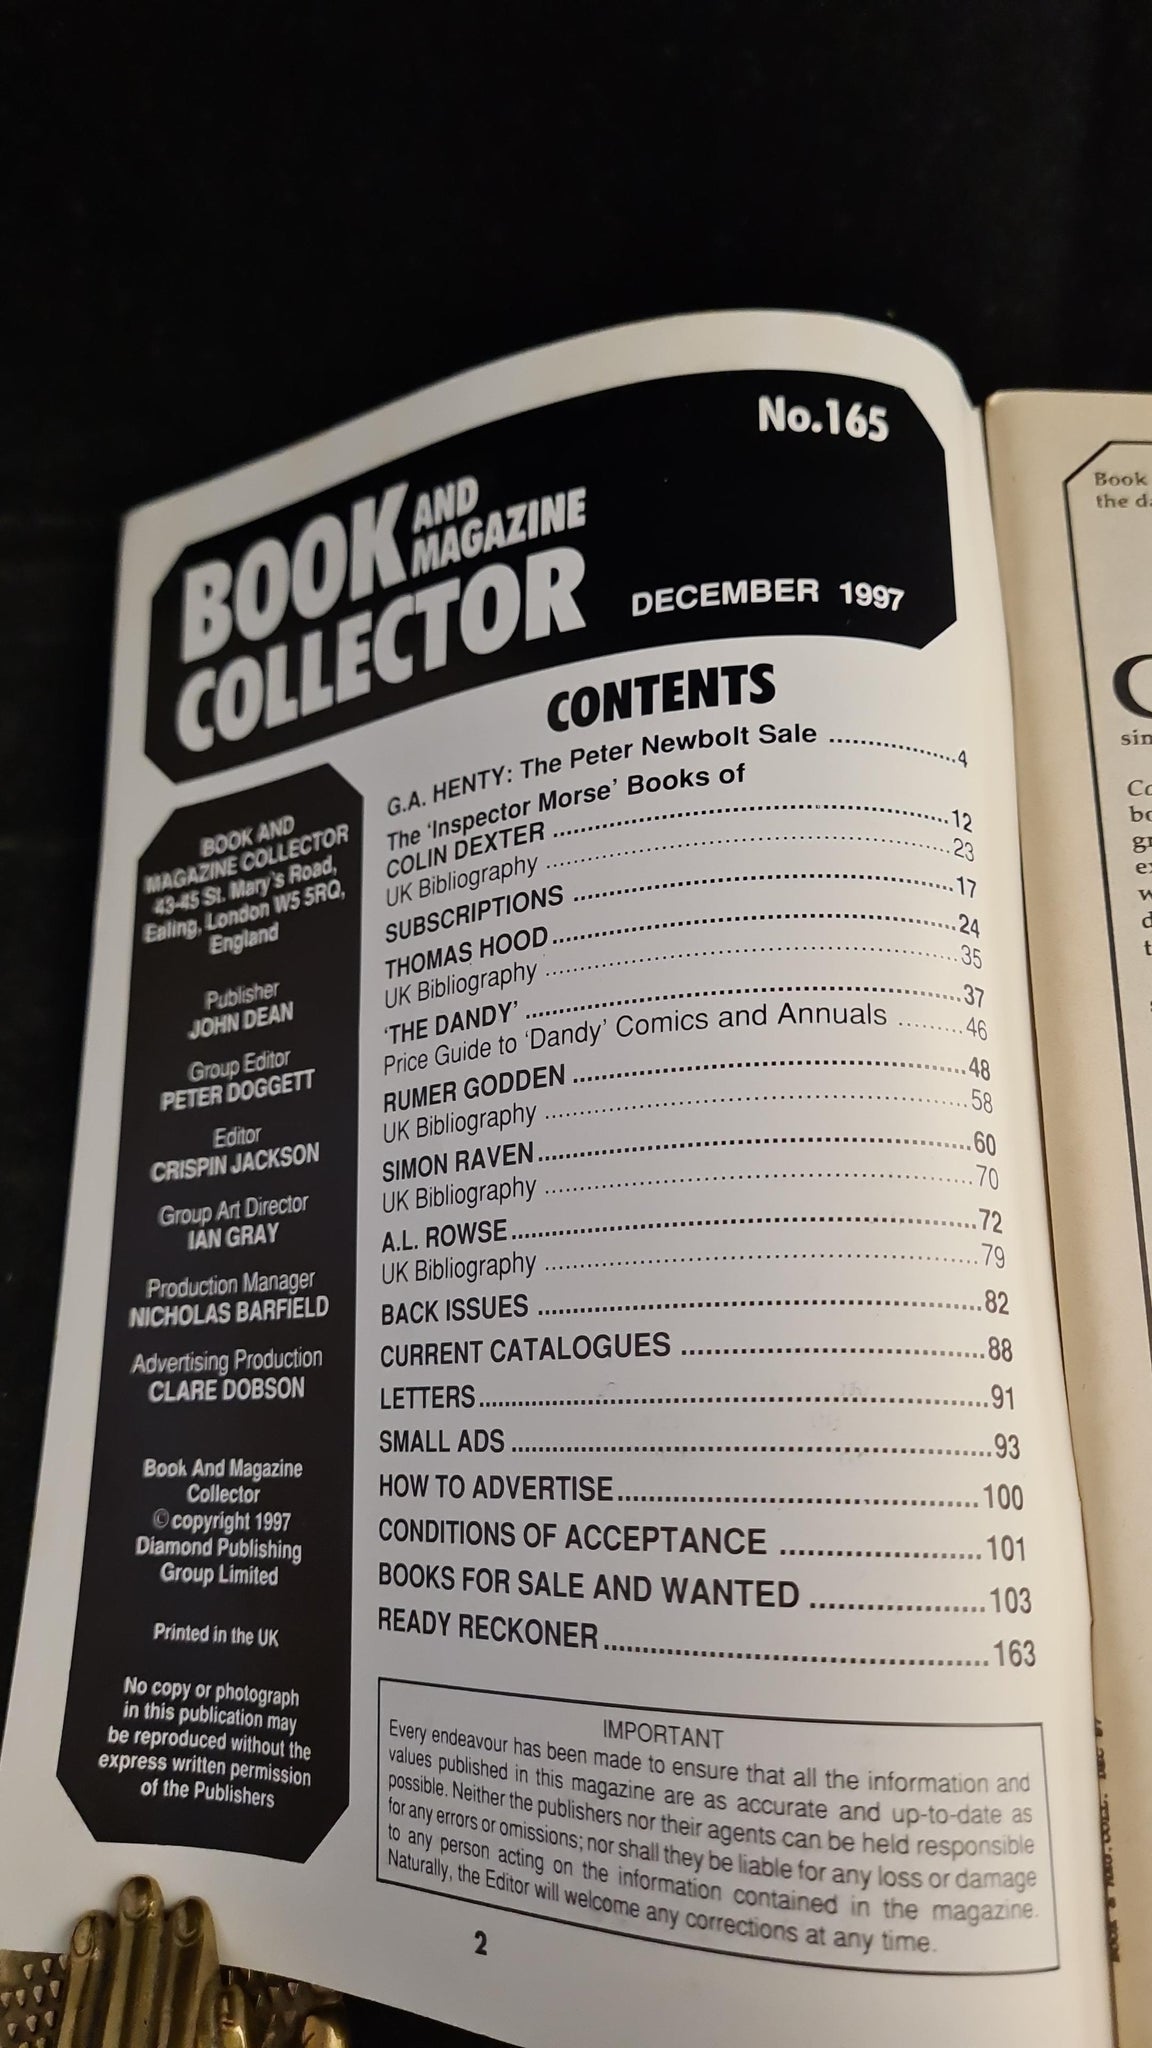 No.165
BOOK AND
MAGAZINE
COLLECTOR
DECEMBER 1997
CONTENTS
G.A. HENTY: The Peter Newbolt Sale ..................4
The 'Inspector Morse' Books of
COLIN DEXTER ..................12
UK Bibliography ..................23
SUBSCRIPTIONS ..................17
THOMAS HOOD..................24
UK Bibliography ..................35
'THE DANDY' ..................37
Price Guide to 'Dandy' Comics and Annuals .........46
RUMER GODDEN ..................48
UK Bibliography ..................58
SIMON RAVEN..................60
UK Bibliography ..................70
A.L. ROWSE..................72
UK Bibliography ..................79
BACK ISSUES ..................82
CURRENT CATALOGUES ..................88
LETTERS..................91
SMALL ADS ..................93
HOW TO ADVERTISE..................100
CONDITIONS OF ACCEPTANCE ..................101
BOOKS FOR SALE AND WANTED ..................103
READY RECKONER ..................163
BOOK AND
MAGAZINE COLLECTOR
43-45 St. Mary's Road,
Ealing, London W5 5RQ,
England
Publisher
JOHN DEAN
Group Editor
PETER DOGGETT
Editor
CRISPIN JACKSON
Group Art Director
IAN GRAY
Production Manager
NICHOLAS BARFIELD
Advertising Production
CLARE DOBSON
Book And Magazine
Collector
© copyright 1997
Diamond Publishing
Group Limited
Printed in the UK
No copy or photograph
in this publication may
be reproduced without the
express written permission
of the Publishers
IMPORTANT
Every endeavour has been made to ensure that all the information and
values published in this magazine are as accurate and up-to-date as
possible. Neither the publishers nor their agents can be held responsible
for any errors or omissions; nor shall they be liable for any loss or damage
to any person acting on the information contained in the magazine.
Naturally, the Editor will welcome any corrections at any time.
2
Book
the